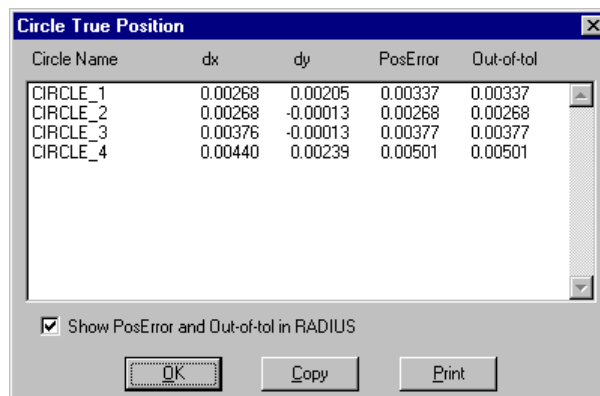 Circle True Position
Circle Name dx dy PosError Out-of-tol
CIRCLE_1 0.00268 0.00205 0.00337 0.00337
CIRCLE_2 0.00268 -0.00013 0.00268 0.00268
CIRCLE_3 0.00376 -0.00013 0.00377 0.00377
CIRCLE_4 0.00440 0.00239 0.00501 0.00501
Show PosError and Out-of-tol in RADIUS
OK Copy Print